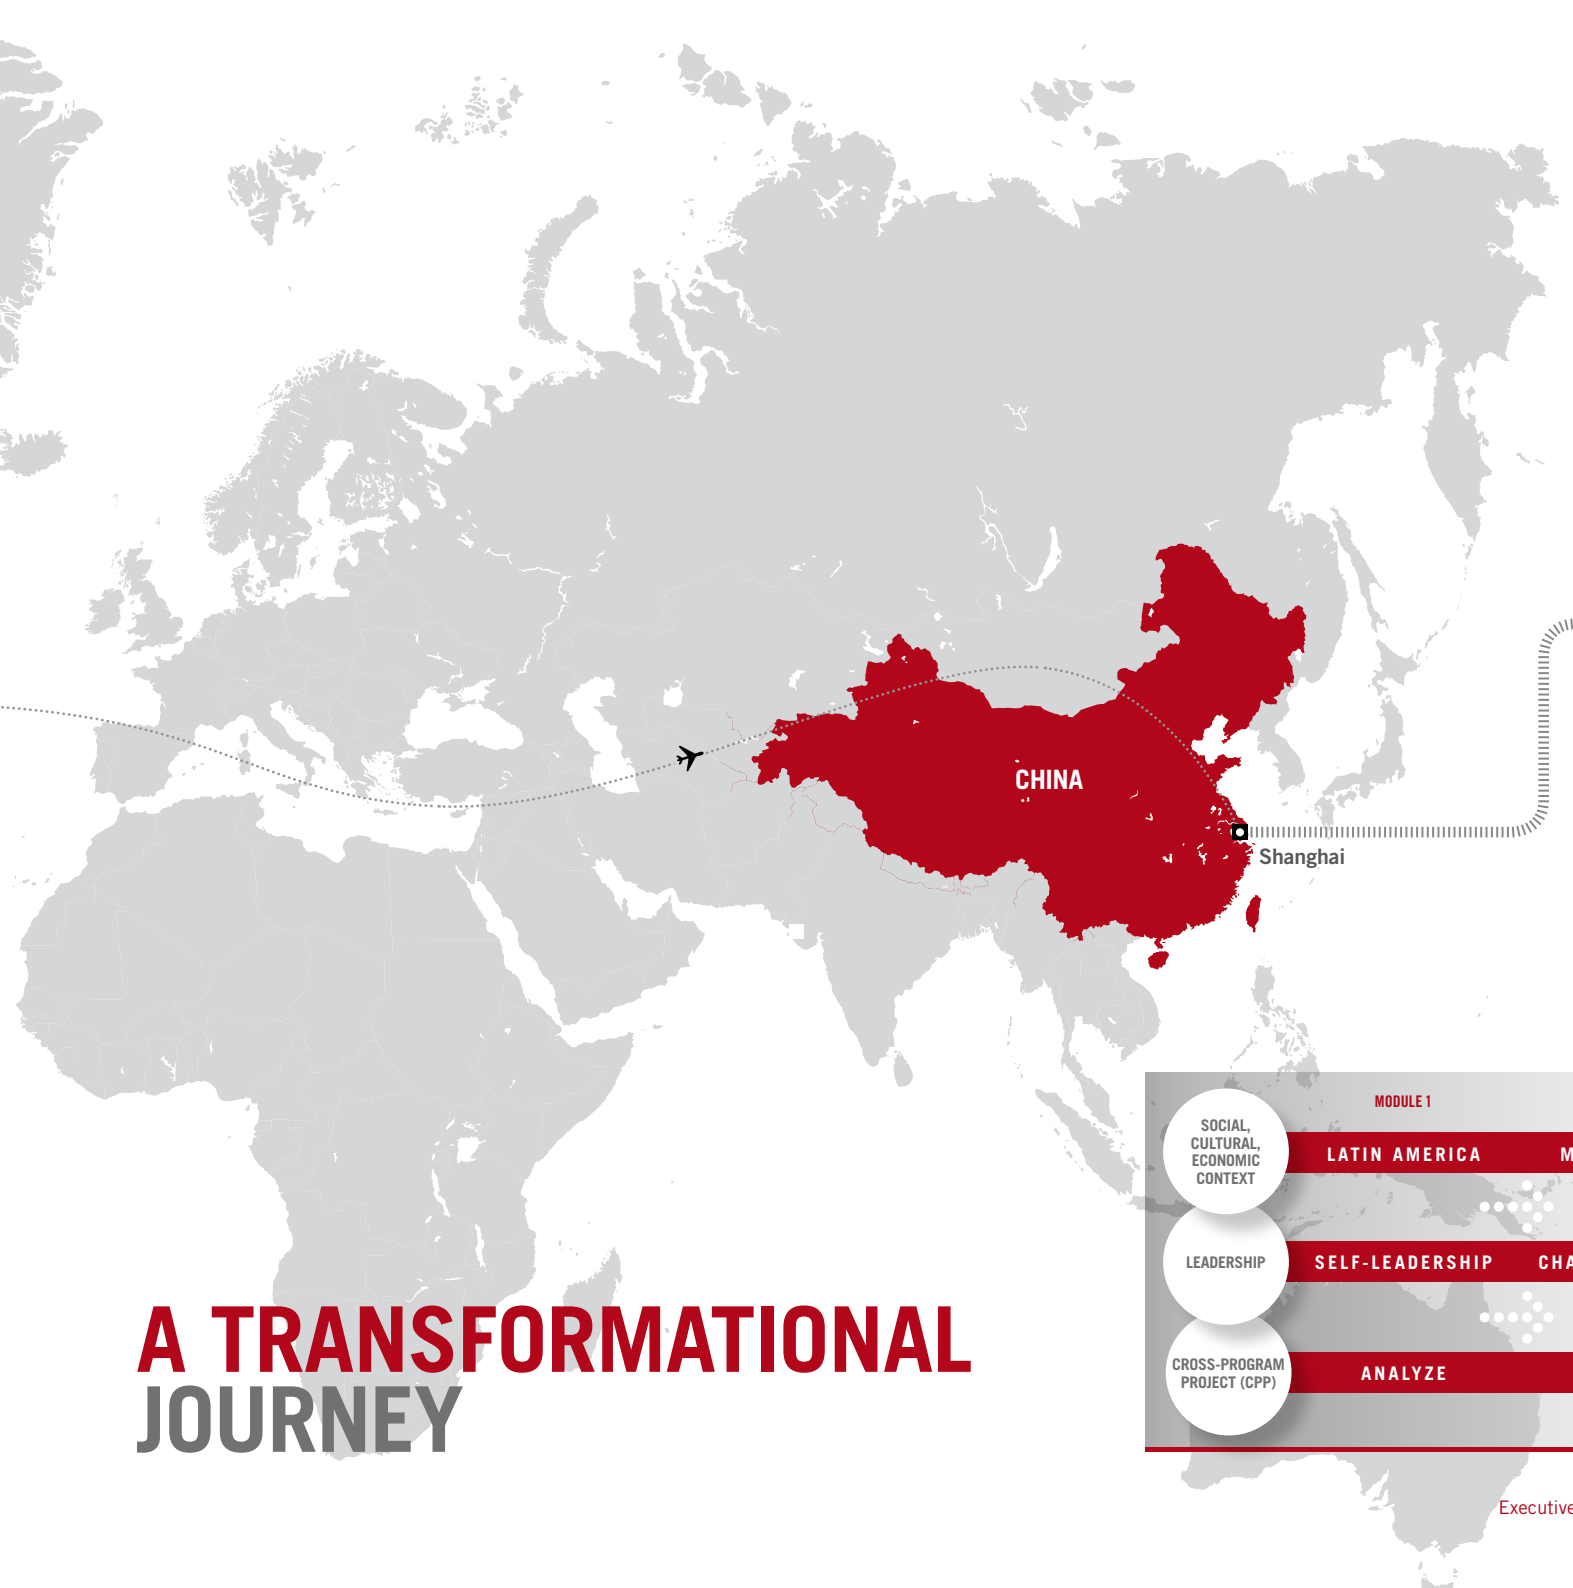 CHINA
Shanghai
MODULE 1
SOCIAL,
CULTURAL,
ECONOMIC
CONTEXT
LATIN AMERICA
M
LEADERSHIP
SELF-LEADERSHIP
CHA
CROSS-PROGRAM
PROJECT (CPP)
ANALYZE
A TRANSFORMATIONAL
JOURNEY
Executive